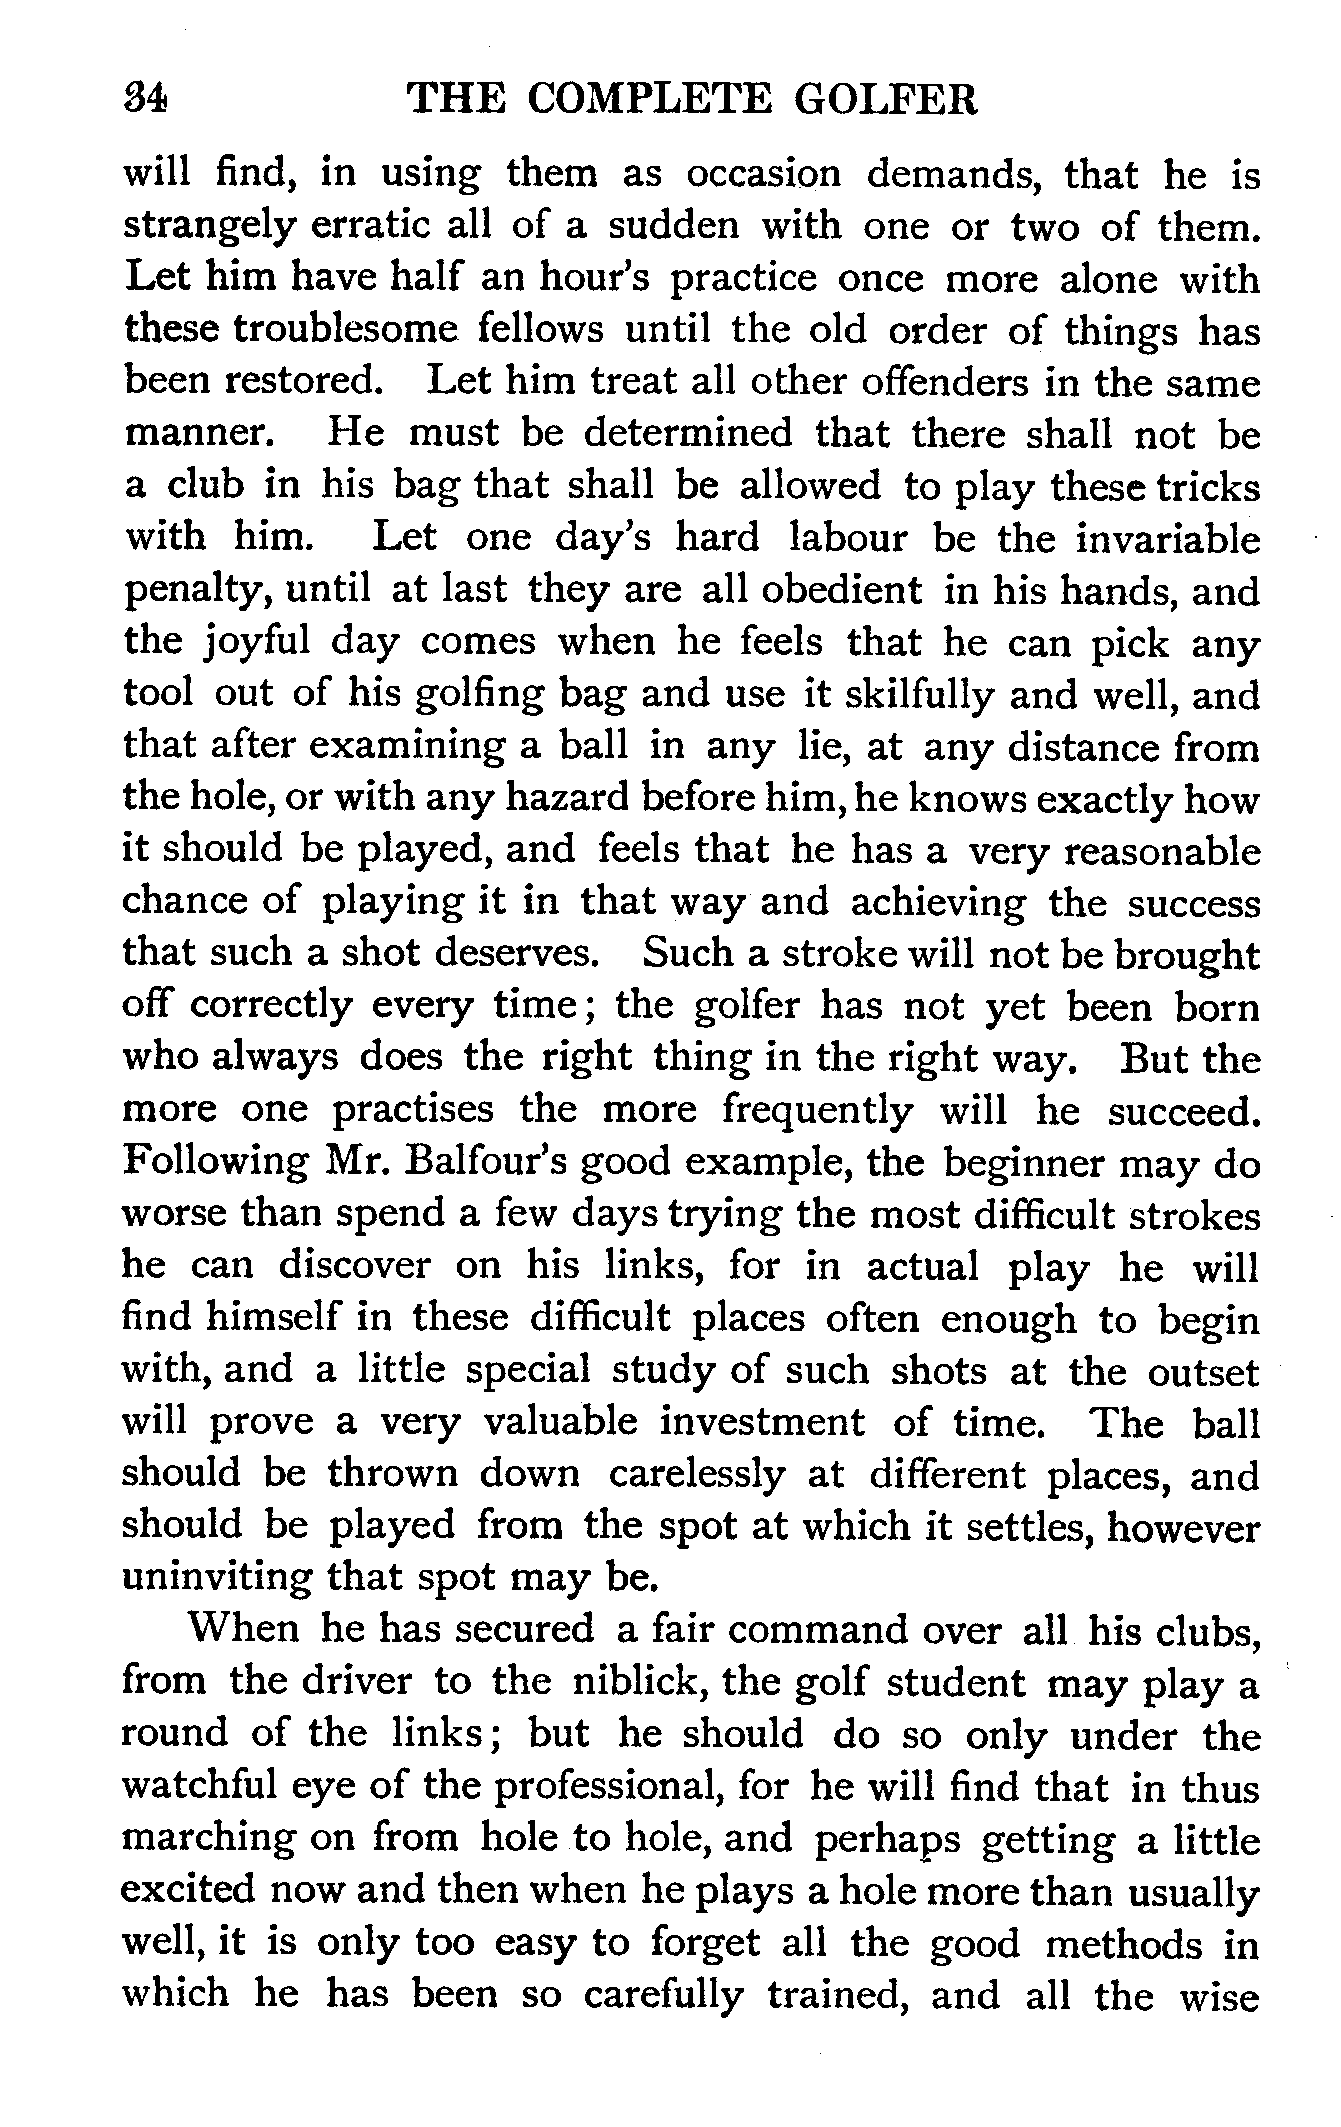 34 THE COMPLETE GOLFER
will find, in using them as occasion demands, that he is
strangely erratic all of a sudden with one or two of them.
Let him have half an hour's practice once more alone with
these troublesome fellows until the old order of things has
been restored. Let him treat all other offenders in the same
manner. He must be determined that there shall not be
a club in his bag that shall be allowed to play these tricks
with him. Let one day's hard labour be the invariable
penalty, until at last they are all obedient in his hands, and
the joyful day comes when he feels that he can pick any
tool out of his golfing bag and use it skilfully and well, and
that after examining a ball in any lie, at any distance from
the hole, or with any hazard before him, he knows exactly how
it should be played, and feels that he has a very reasonable
chance of playing it in that way and achieving the success
that such a shot deserves. Such a stroke will not be brought
off correctly every time; the golfer has not yet been born
who always does the right thing in the right way. But the
more one practises the more frequently will he succeed.
Following Mr. Balfour's good example, the beginner may do
worse than spend a few days trying the most difficult strokes
he can discover on his links, for in actual play he will
find himself in these difficult places often enough to begin
with, and a little special study of such shots at the outset
will prove a very valuable investment of time. The ball
should be thrown down carelessly at different places, and
should be played from the spot at which it settles, however
uninviting that spot may be.
When he has secured a fair command over all his clubs,
from the driver to the niblick, the golf student may play a
round of the links; but he should do so only under the
watchful eye of the professional, for he will find that in thus
marching on from hole to hole, and perhaps getting a little
excited now and then when he plays a hole more than usually
well, it is only too easy to forget all the good methods in
which he has been so carefully trained, and all the wise